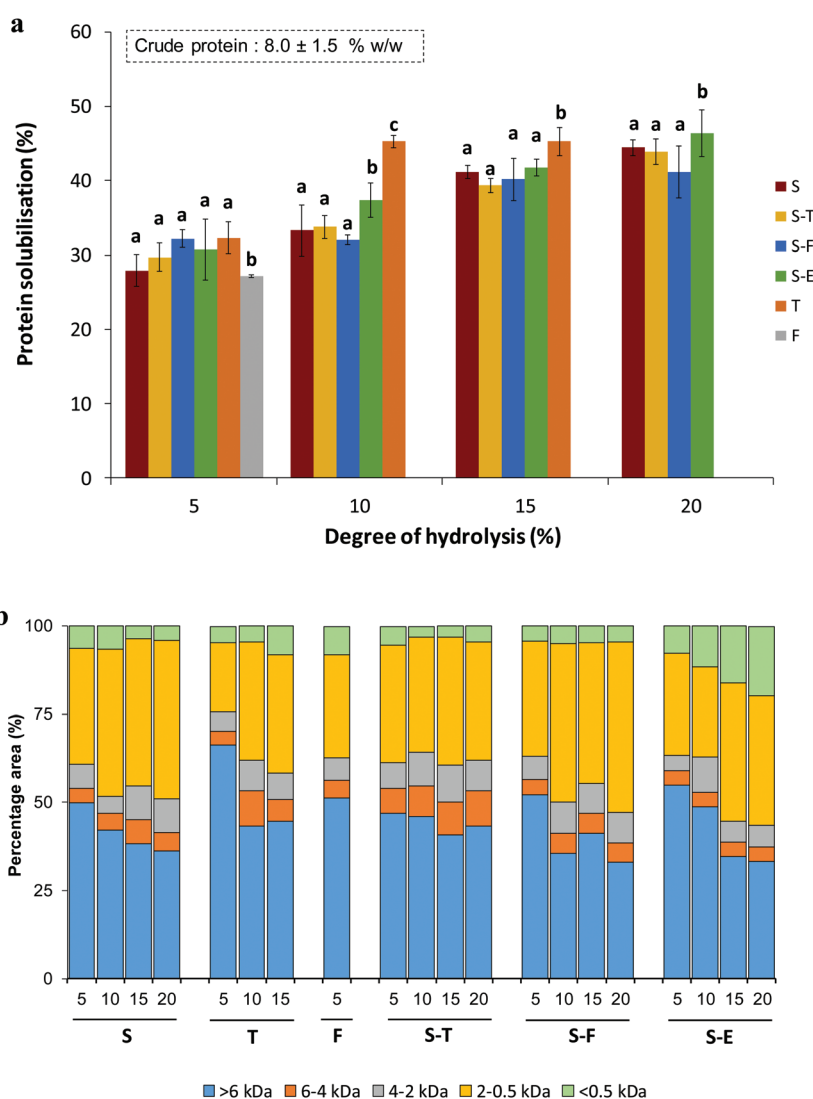 a
Crude protein : 8.0 ± 1.5 % w/w
Protein solubilisation (%)
60
50
40
30
20
10
0
a a a a a b
a a a b c
a a a a b
a a a b
5 10 15 20
Degree of hydrolysis (%)
S
S-T
S-F
S-E
T
F
b
Percentage area (%)
100
75
50
25
0
5 10 15 20 5 10 15 5 5 10 15 20 5 10 15 20 5 10 15 20
S T F S-T S-F S-E
>6 kDa 6-4 kDa 4-2 kDa 2-0.5 kDa <0.5 kDa